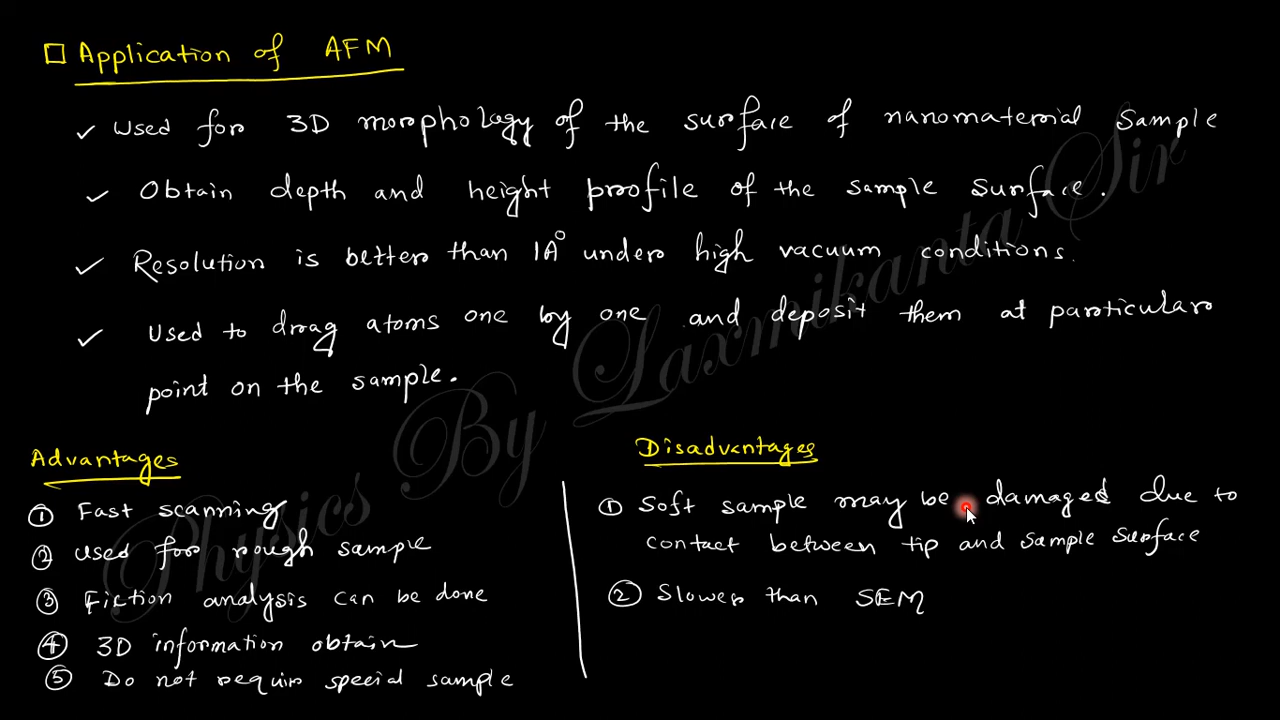 Application of AFM
Used for 3D morphology of the surface of nanomaterial Sample
Obtain depth and height profile of the sample surface.
Resolution is better than 1A° under high vacuum conditions.
Used to drag atoms one by one and deposit them at particular
point on the sample.
Advantages
① Fast scanning
② Used for rough sample
③ Fiction analysis can be done
④ 3D information obtain
⑤ Do not requir special sample
Disadventages
① Soft sample may be damaged due to
contact between tip and sample surface
② Slower than SEM
Physics By Laxmikanta Sir